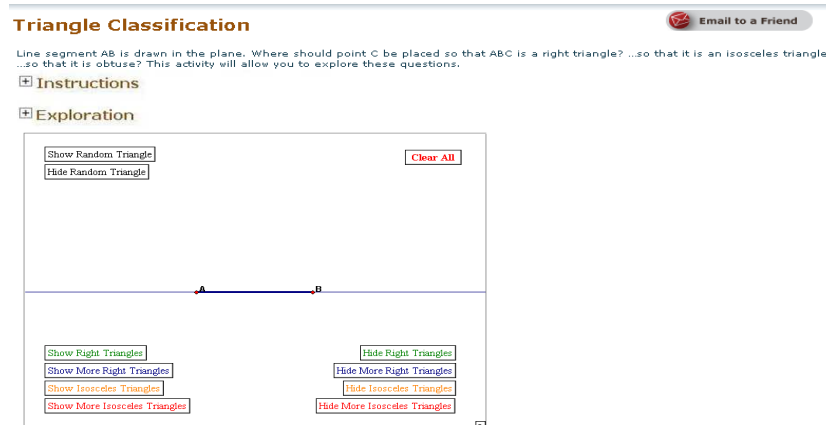 Triangle Classification
Email to a Friend
Line segment AB is drawn in the plane. Where should point C be placed so that ABC is a right triangle? ...so that it is an isosceles triangle
...so that it is obtuse? This activity will allow you to explore these questions.
Instructions
Exploration
Show Random Triangle
Clear All
Hide Random Triangle
A B
Show Right Triangles Hide Right Triangles
Show More Right Triangles Hide More Right Triangles
Show Isosceles Triangles Hide Isosceles Triangles
Show More Isosceles Triangles Hide More Isosceles Triangles